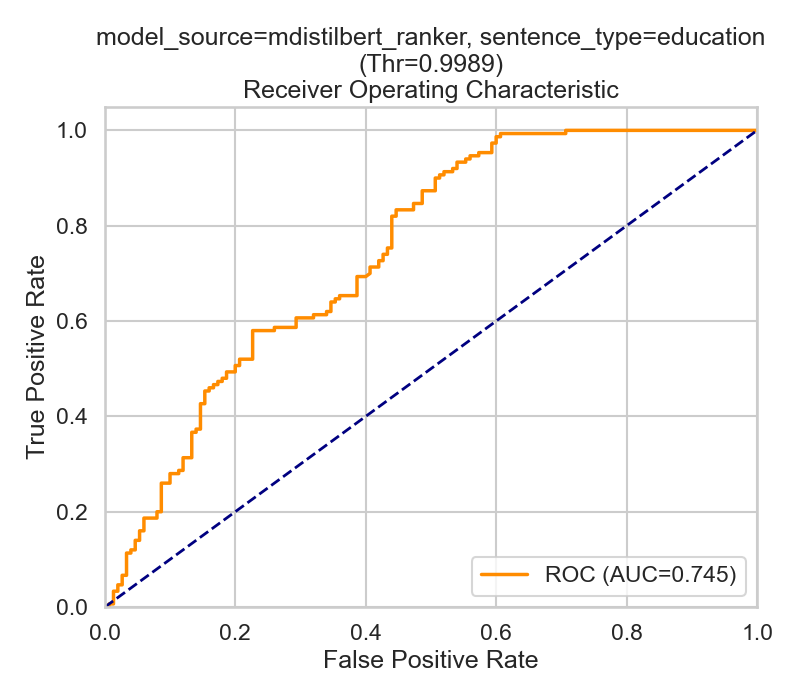 model_source=mdistilbert_ranker, sentence_type=education
(Thr=0.9989)
Receiver Operating Characteristic
True Positive Rate
1.0
0.8
0.6
0.4
0.2
0.0
ROC (AUC=0.745)
0.0 0.2 0.4 0.6 0.8 1.0
False Positive Rate